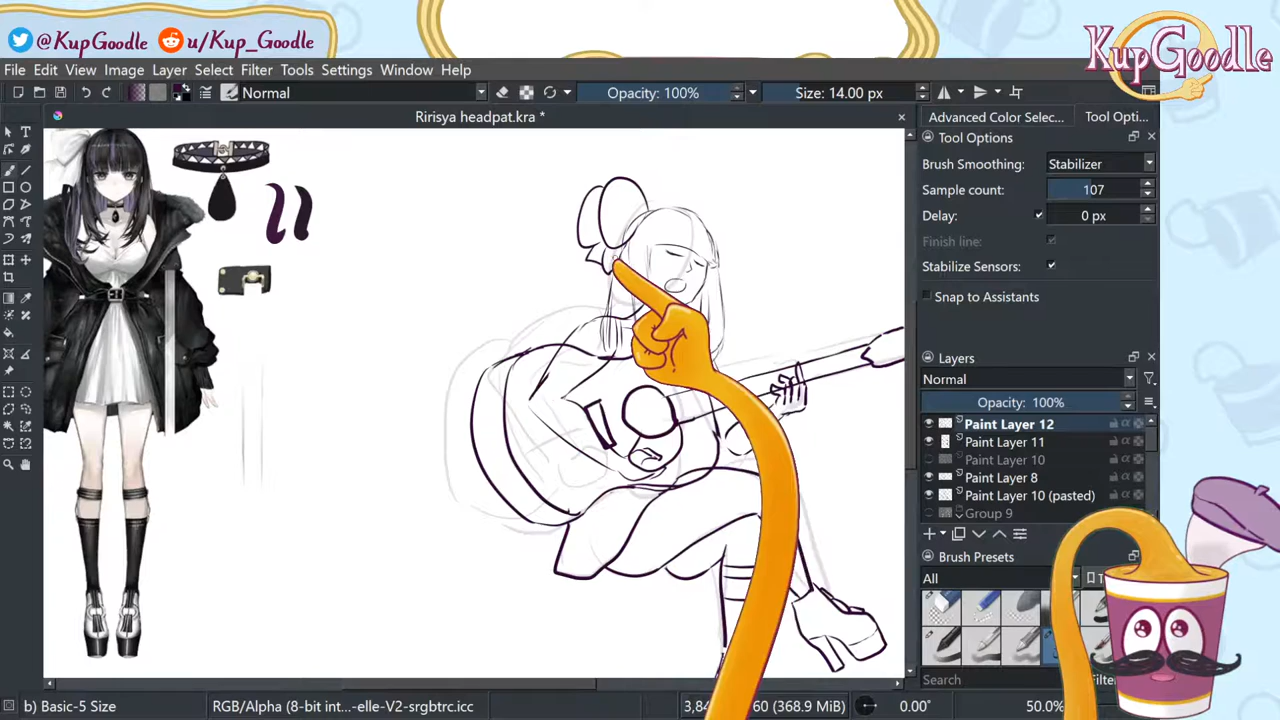 @KupGoodle u/Kup_Goodle
KupGoodle
File Edit View Image Layer Select Filter Tools Settings Window Help
Normal Opacity: 100% Size: 14.00 px
Ririsya headpat.kra *
Advanced Color Selec... Tool Opti...
Tool Options
Brush Smoothing: Stabilizer
Sample count: 107
Delay: 0 px
Finish line:
Stabilize Sensors:
Snap to Assistants
Layers
Normal
Opacity: 100%
Paint Layer 12
Paint Layer 11
Paint Layer 10
Paint Layer 8
Paint Layer 10 (pasted)
Group 9
Brush Presets
All
Search
b) Basic-5 Size RGB/Alpha (8-bit int...-elle-V2-srgbtrc.icc 60 (368.9 MiB) 0.00° 50.0%